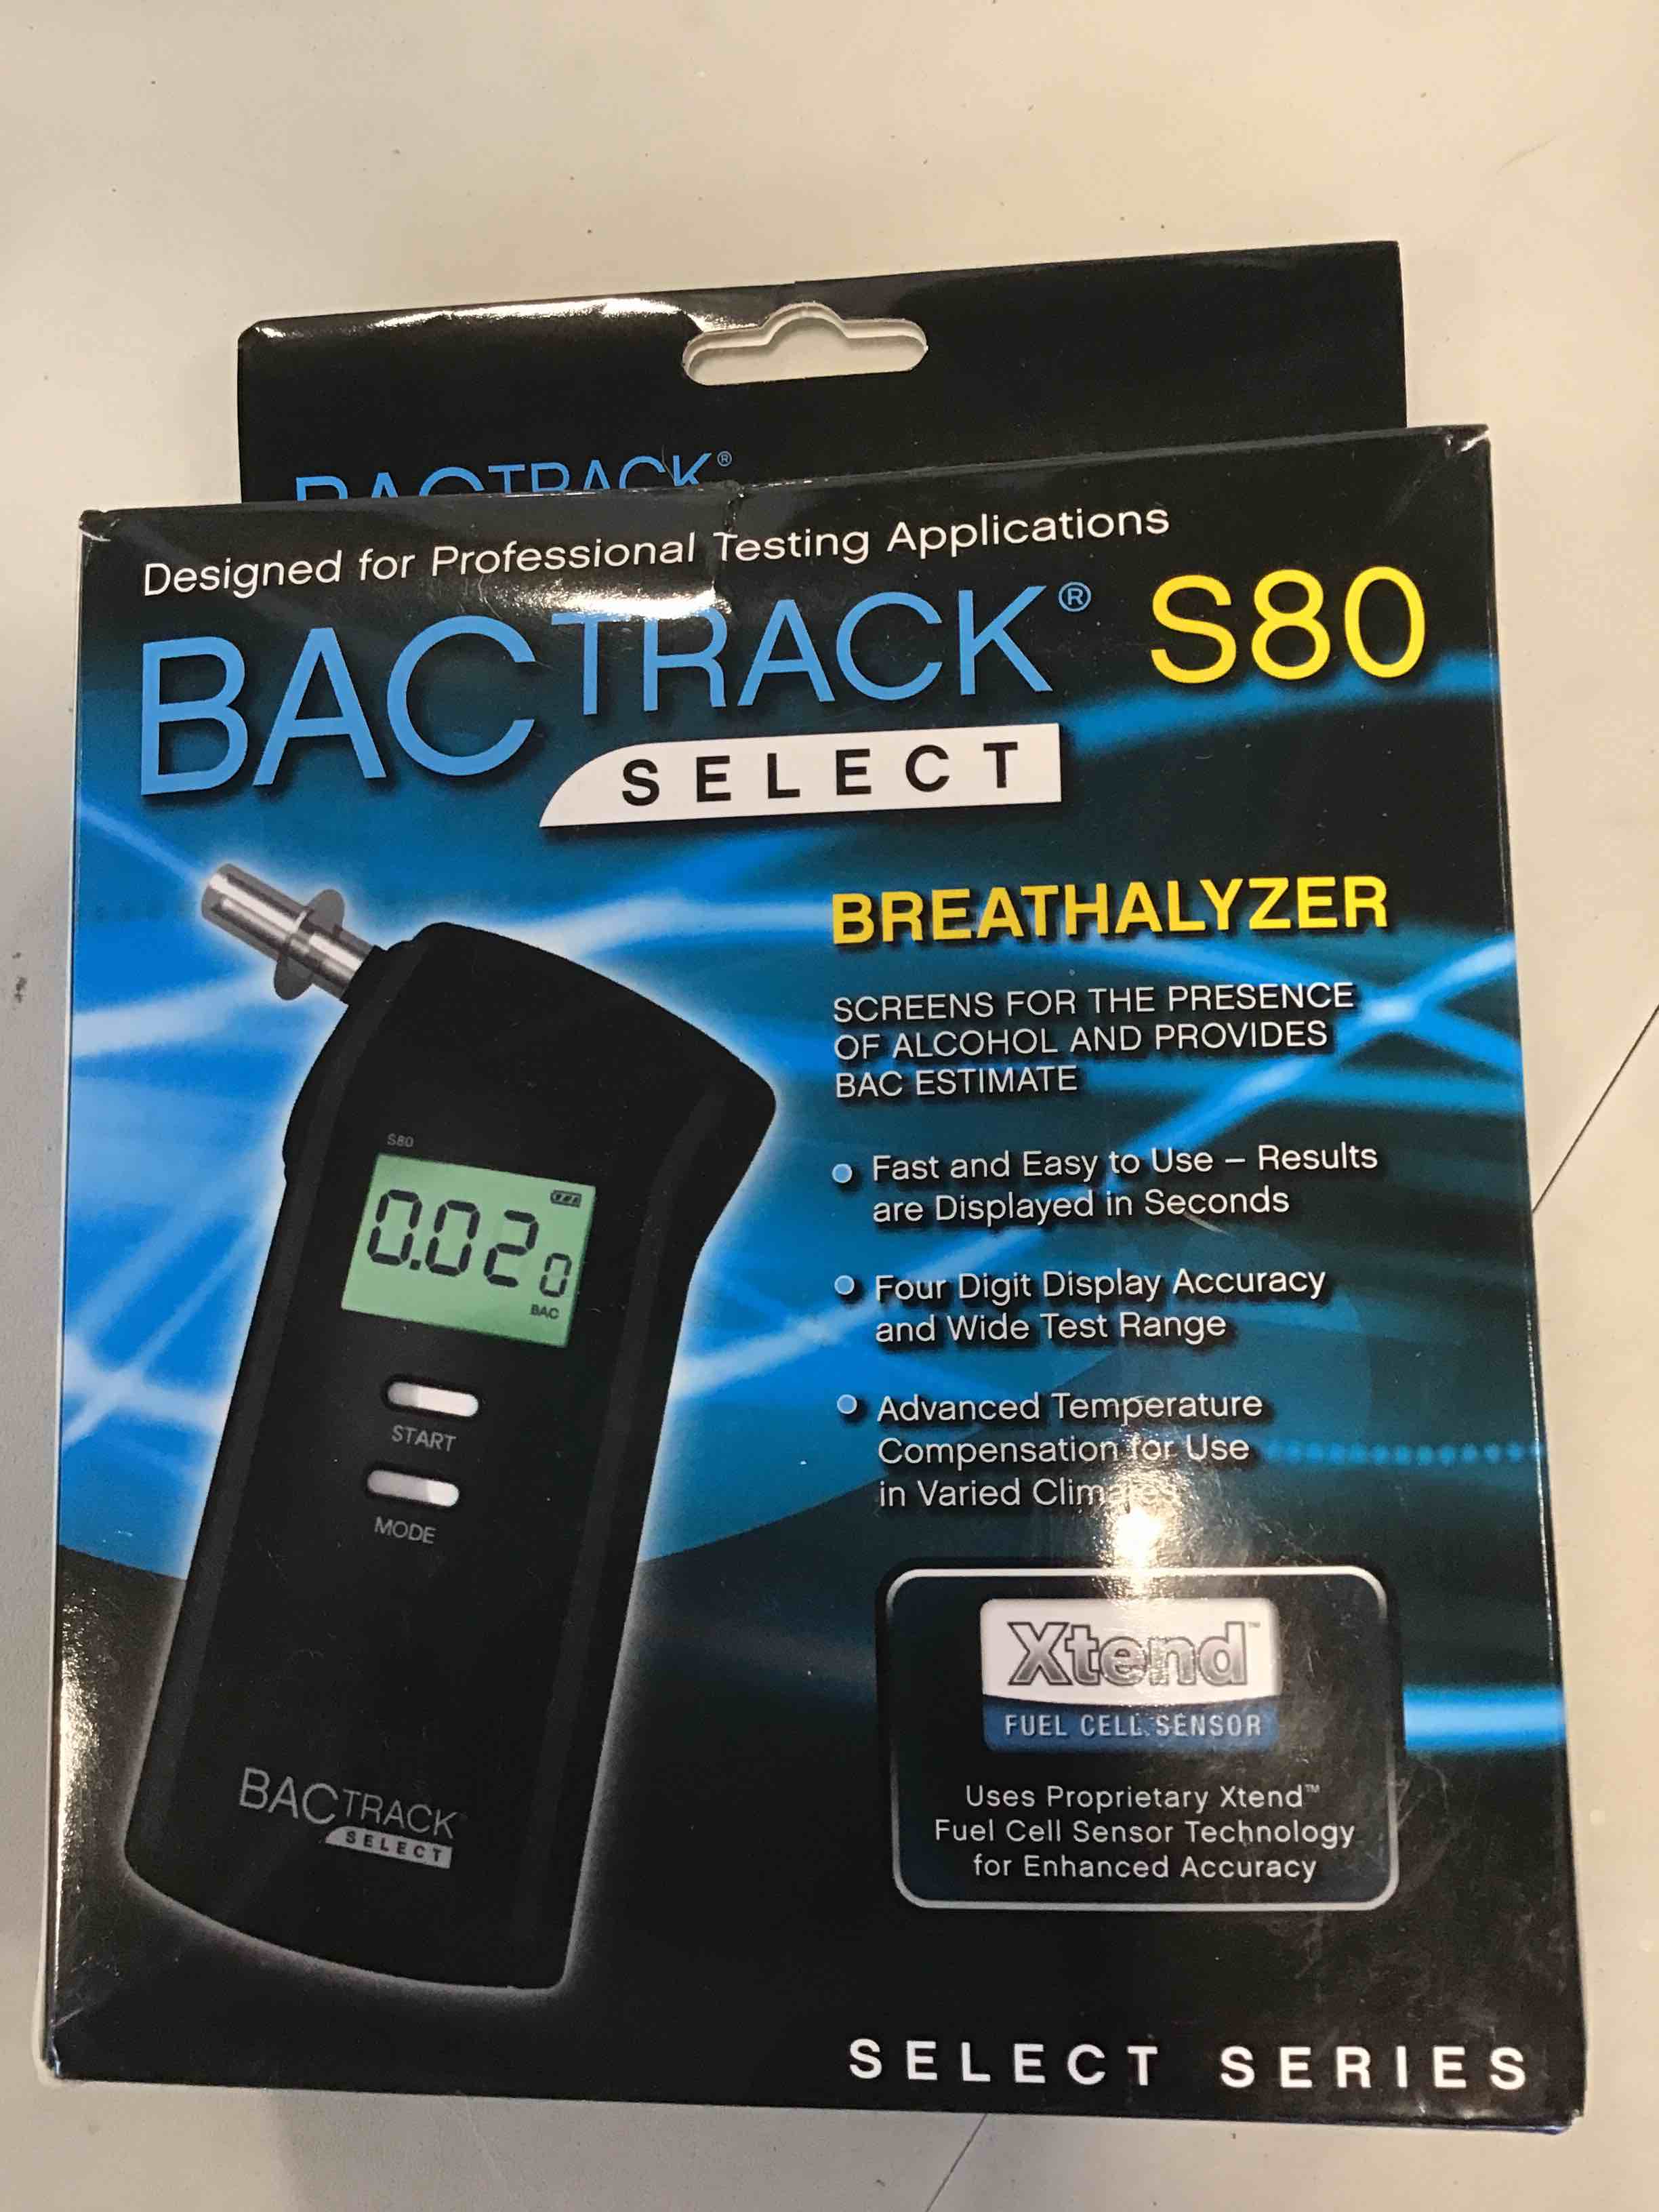 BACTRACK®
Designed for Professional Testing Applications
BACTRACK® S80
SELECT
BREATHALYZER
SCREENS FOR THE PRESENCE
OF ALCOHOL AND PROVIDES
BAC ESTIMATE
Fast and Easy to Use – Results
are Displayed in Seconds
Four Digit Display Accuracy
and Wide Test Range
Advanced Temperature
Compensation for Use
in Varied Climates
S80
0.020
BAC
START
MODE
BACTRACK
SELECT
Xtend™
FUEL CELL SENSOR
Uses Proprietary Xtend™
Fuel Cell Sensor Technology
for Enhanced Accuracy
SELECT SERIES